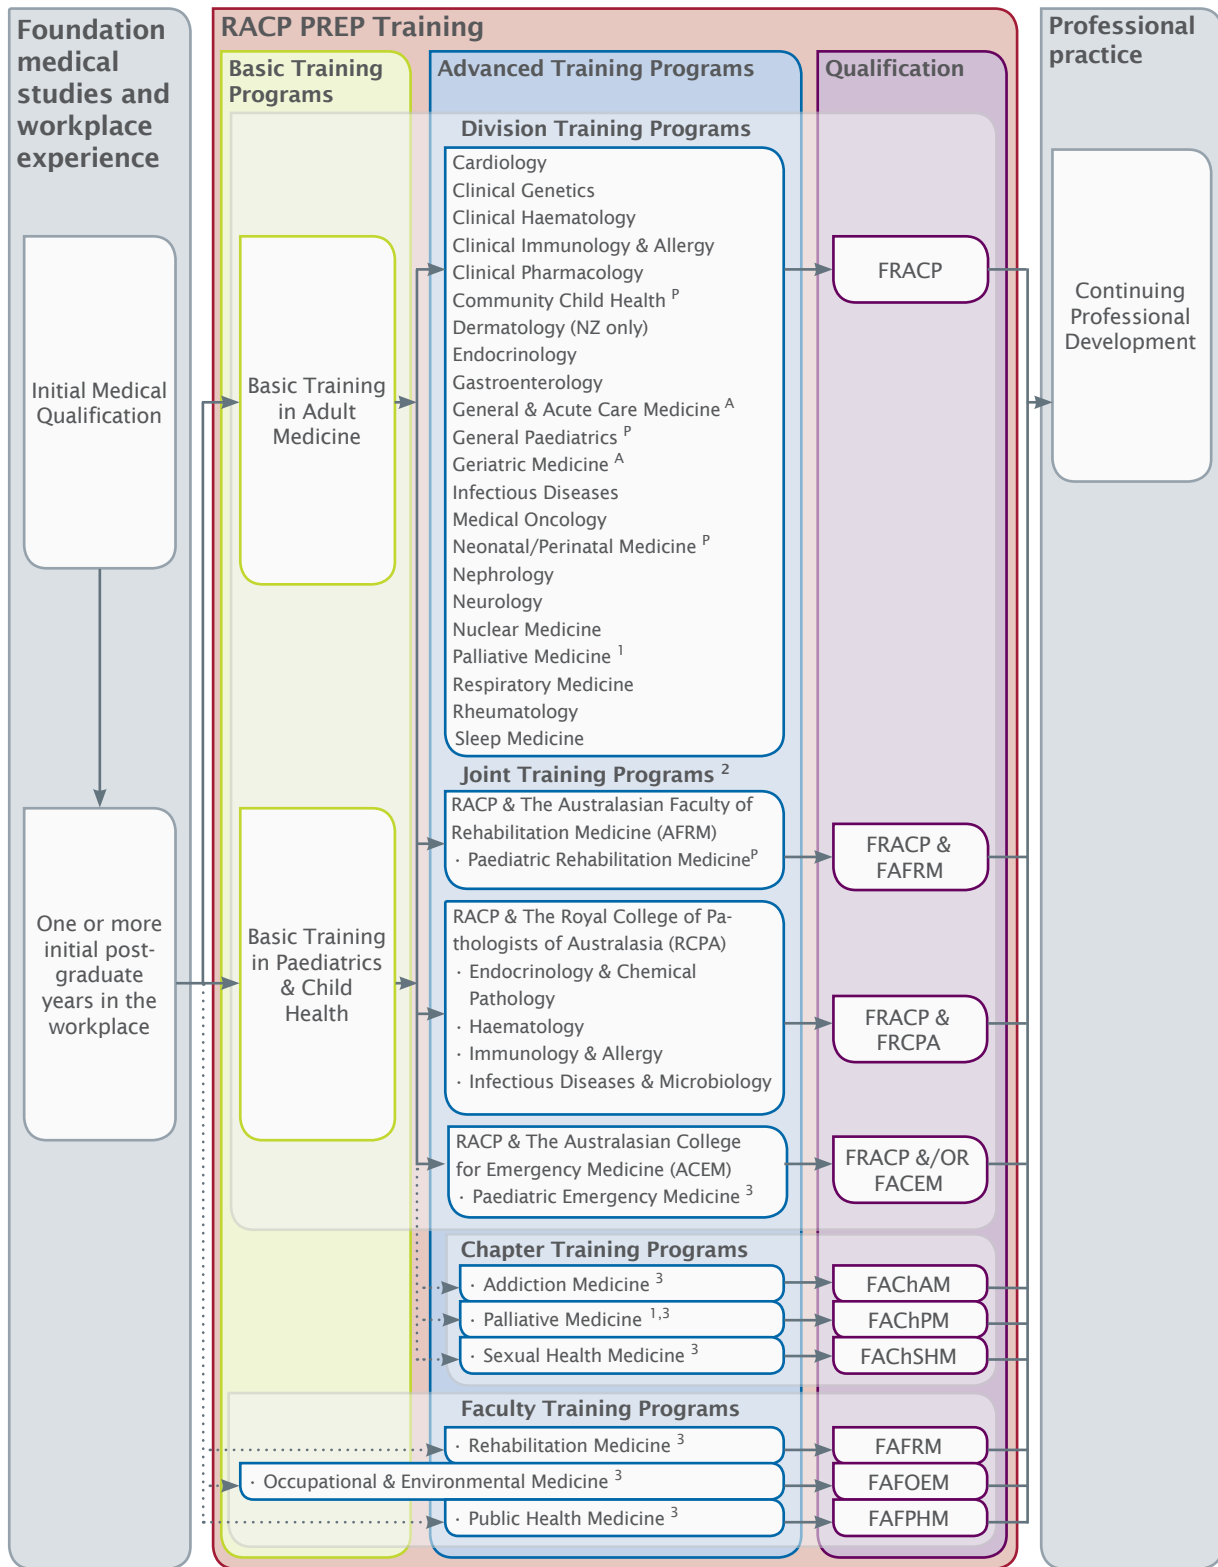 Foundation
medical
studies and
workplace
experience
Initial Medical
Qualification
One or more
initial post-
graduate
years in the
workplace
RACP PREP Training
Basic Training
Programs
Basic Training
in Adult
Medicine
Basic Training
in Paediatrics
& Child
Health
Advanced Training Programs
Division Training Programs
Cardiology
Clinical Genetics
Clinical Haematology
Clinical Immunology & Allergy
Clinical Pharmacology
Community Child Health P
Dermatology (NZ only)
Endocrinology
Gastroenterology
General & Acute Care Medicine A
General Paediatrics P
Geriatric Medicine A
Infectious Diseases
Medical Oncology
Neonatal/Perinatal Medicine P
Nephrology
Neurology
Nuclear Medicine
Palliative Medicine 1
Respiratory Medicine
Rheumatology
Sleep Medicine
Joint Training Programs 2
RACP & The Australasian Faculty of
Rehabilitation Medicine (AFRM)
· Paediatric Rehabilitation MedicineP
RACP & The Royal College of Pa-
thologists of Australasia (RCPA)
· Endocrinology & Chemical
Pathology
· Haematology
· Immunology & Allergy
· Infectious Diseases & Microbiology
RACP & The Australasian College
for Emergency Medicine (ACEM)
· Paediatric Emergency Medicine 3
Chapter Training Programs
· Addiction Medicine 3
· Palliative Medicine 1,3
· Sexual Health Medicine 3
Faculty Training Programs
· Rehabilitation Medicine 3
· Occupational & Environmental Medicine 3
· Public Health Medicine 3
Qualification
FRACP
FRACP &
FAFRM
FRACP &
FRCPA
FRACP &/OR
FACEM
FAChAM
FAChPM
FAChSHM
FAFRM
FAFOEM
FAFPHM
Professional
practice
Continuing
Professional
Development